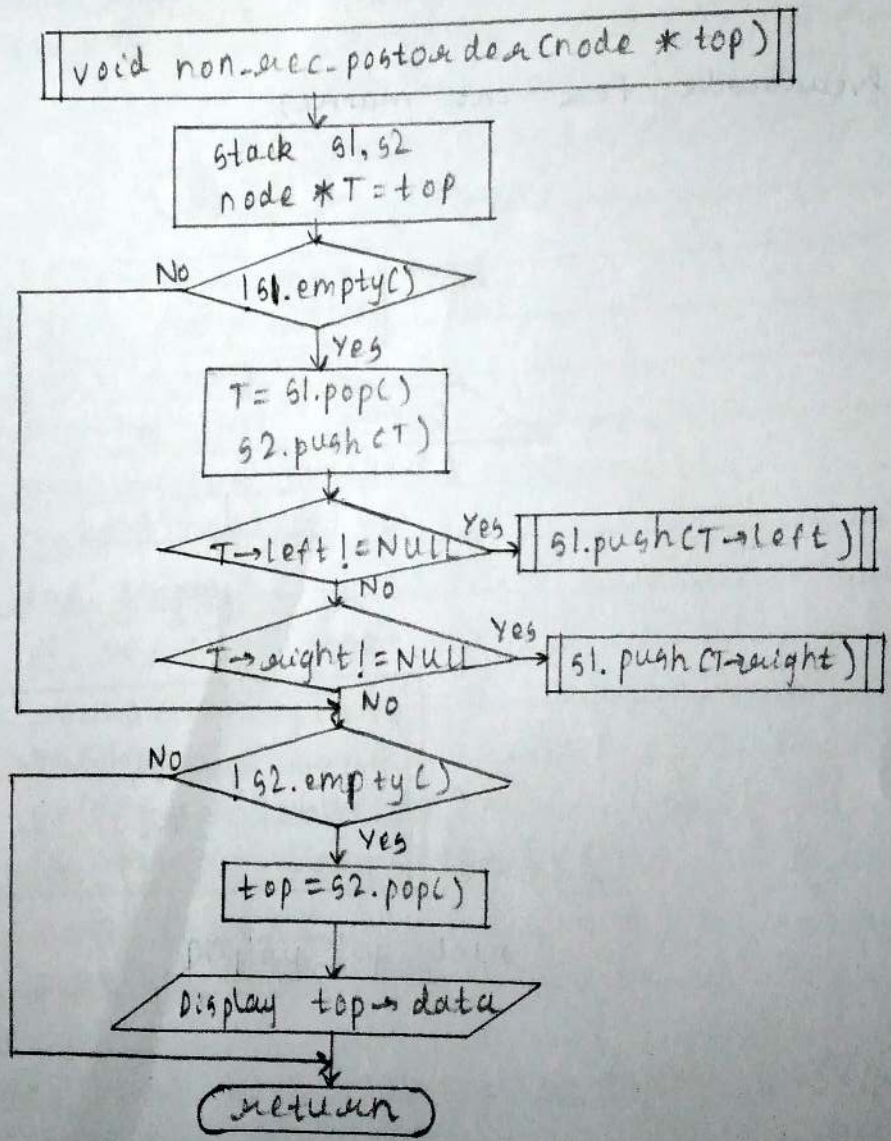 void non_rec_postorder(node * top)
stack s1, s2
node * T = top
No
!s1.empty()
Yes
T = s1.pop()
s2.push(T)
T→left != NULL
Yes
s1.push(T→left)
No
T→right != NULL
Yes
s1.push(T→right)
No
No
!s2.empty()
Yes
top = s2.pop()
Display top→data
return